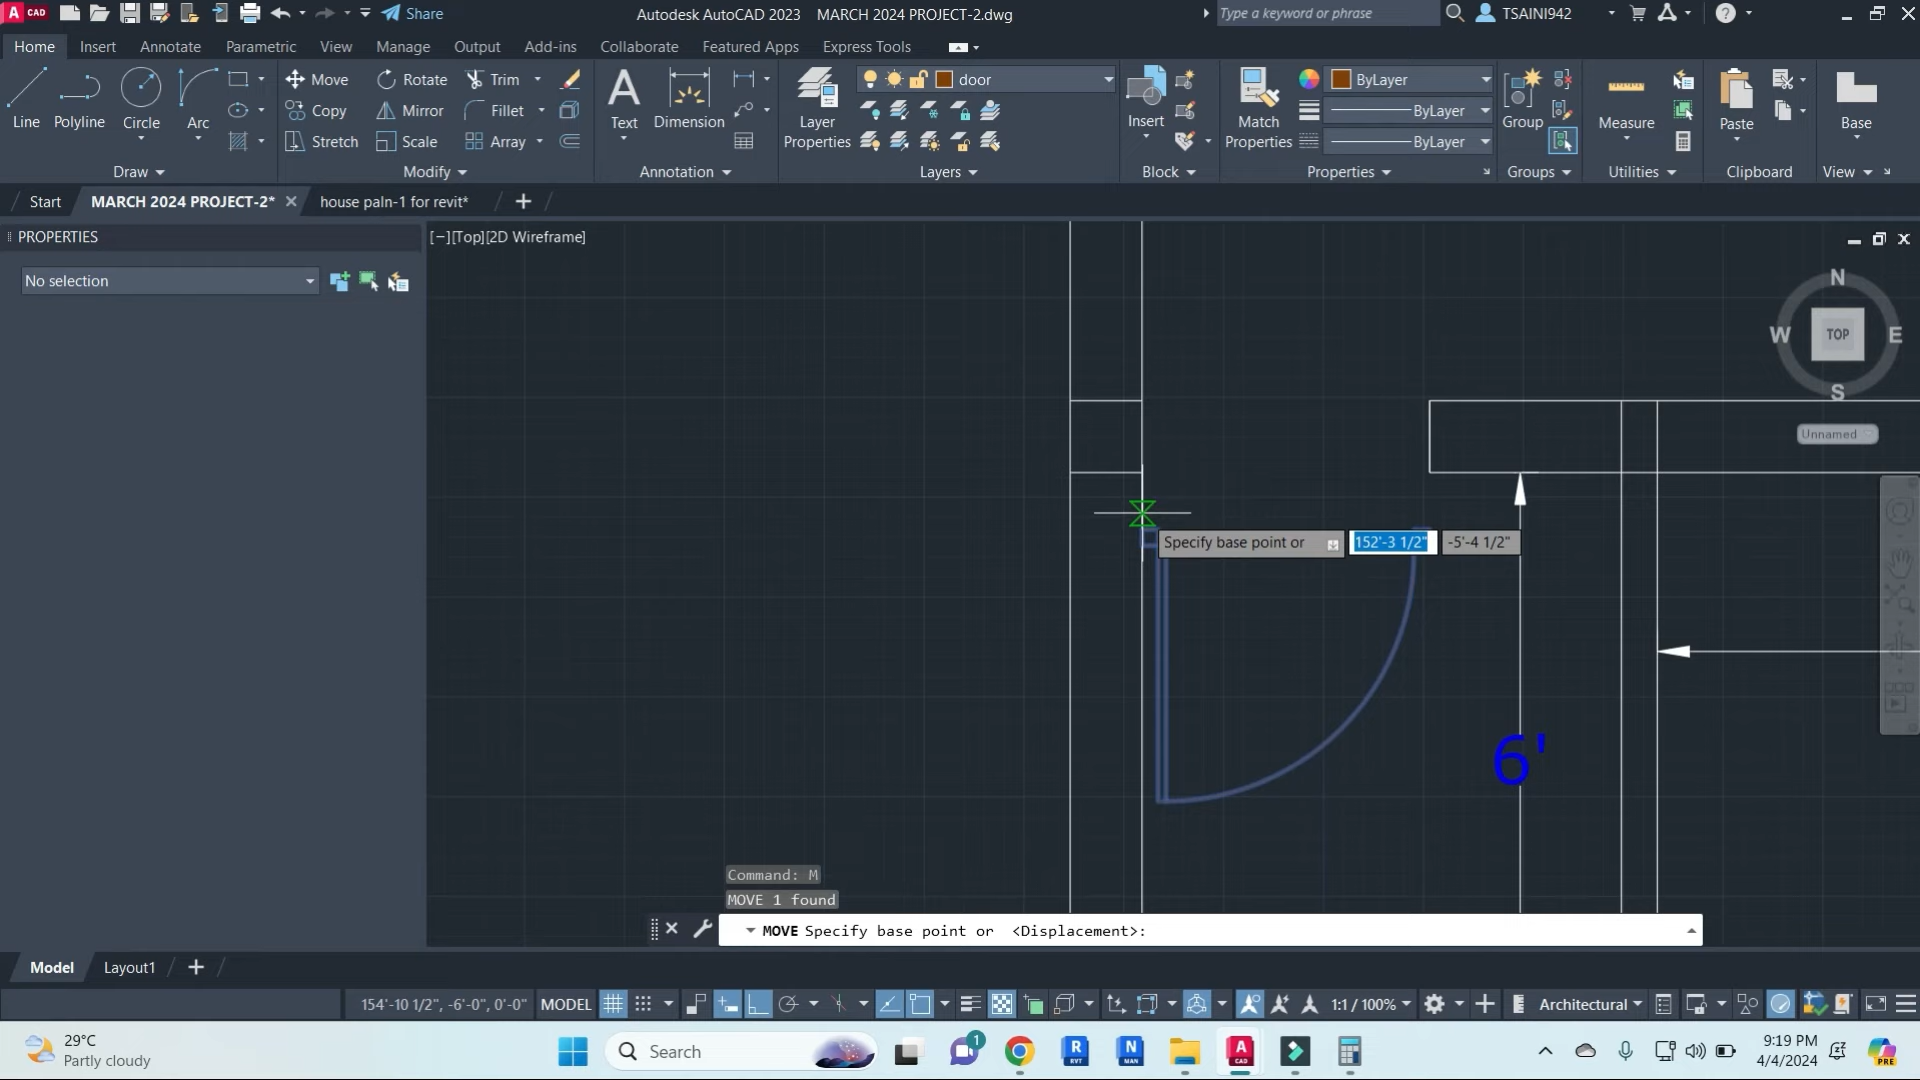 A CAD
Share
Autodesk AutoCAD 2023 MARCH 2024 PROJECT-2.dwg
Type a keyword or phrase
TSAINI942
Home Insert Annotate Parametric View Manage Output Add-ins Collaborate Featured Apps Express Tools
Line Polyline Circle Arc
Move Rotate Trim
Copy Mirror Fillet
Stretch Scale Array
Text Dimension
Layer Properties
door
Insert
Match Properties
ByLayer
ByLayer
ByLayer
Group
Measure
Paste
Base
Draw Modify Annotation Layers Block Properties Groups Utilities Clipboard View
Start MARCH 2024 PROJECT-2* house paln-1 for revit*
PROPERTIES
No selection
[−][Top][2D Wireframe]
N
W TOP E
S
Unnamed
Specify base point or 152'-3 1/2" -5'-4 1/2"
6'
Command: M
MOVE 1 found
MOVE Specify base point or <Displacement>:
Model Layout1
154'-10 1/2", -6'-0", 0'-0" MODEL 1:1 / 100% Architectural
29°C
Partly cloudy
Search
1
RVT
MAN
A
CAD
9:19 PM
4/4/2024
PRE